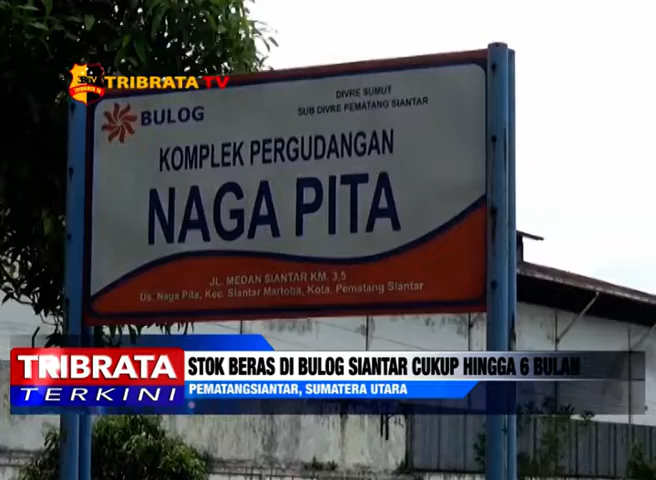 TRIBRATA TV
BULOG
DIVRE SUMUT
SUB DIVRE PEMATANG SIANTAR
KOMPLEK PERGUDANGAN
NAGA PITA
JL. MEDAN SIANTAR KM. 3,5
Ds. Naga Pita, Kec. Siantar Martoba, Kota. Pematang Siantar
TRIBRATA
TERKINI
STOK BERAS DI BULOG SIANTAR CUKUP HINGGA 6 BULAN
PEMATANGSIANTAR, SUMATERA UTARA